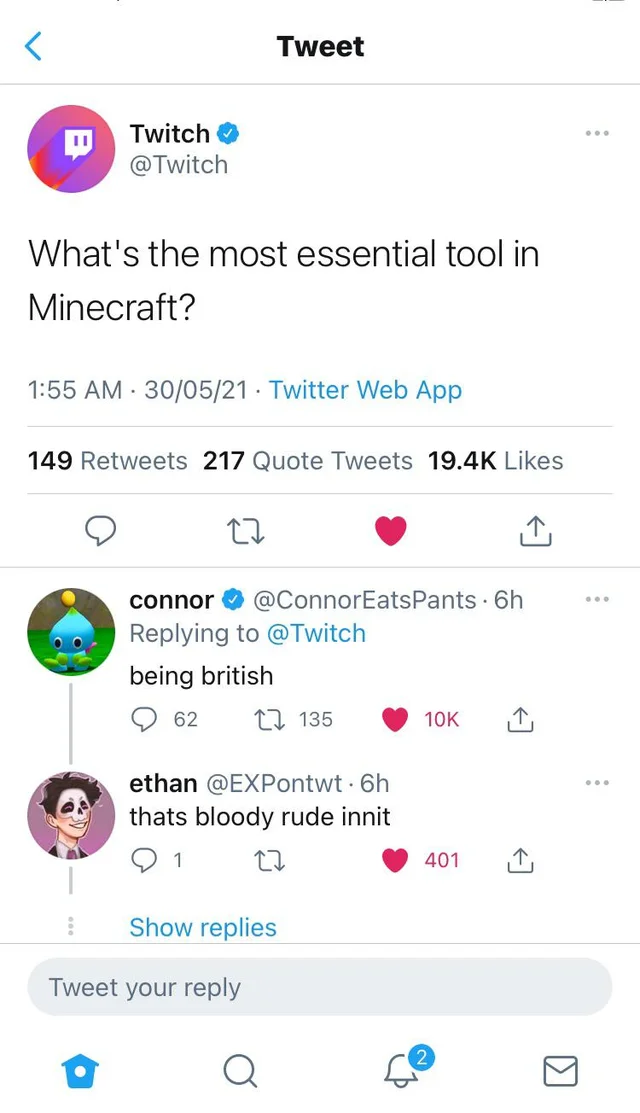 Tweet
Twitch
@Twitch
What's the most essential tool in
Minecraft?
1:55 AM · 30/05/21 · Twitter Web App
149 Retweets 217 Quote Tweets 19.4K Likes
connor @ConnorEatsPants · 6h
Replying to @Twitch
being british
62 135 10K
ethan @EXPontwt · 6h
thats bloody rude innit
1 401
Show replies
Tweet your reply
2